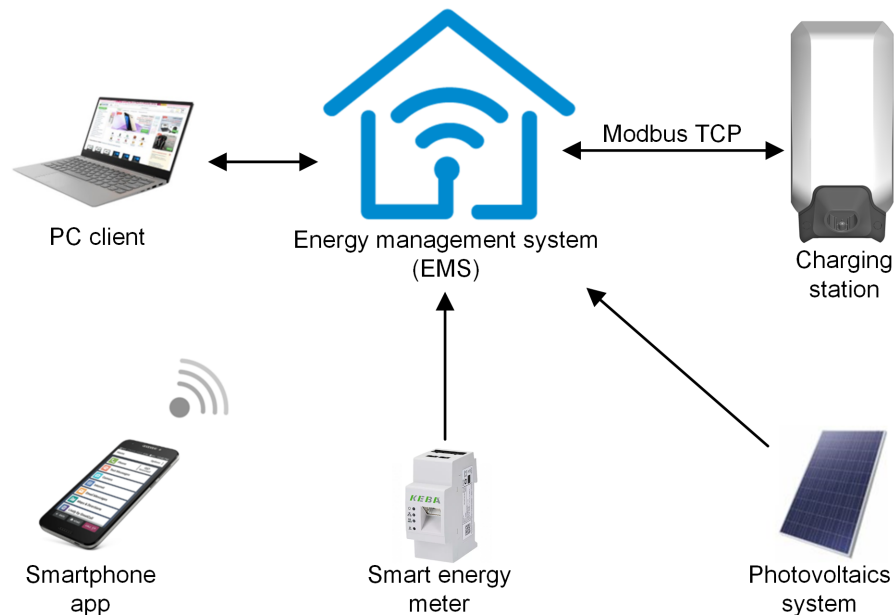 Modbus TCP
PC client
Energy management system
(EMS)
Charging
station
KEBA
Smartphone
app
Smart energy
meter
Photovoltaics
system